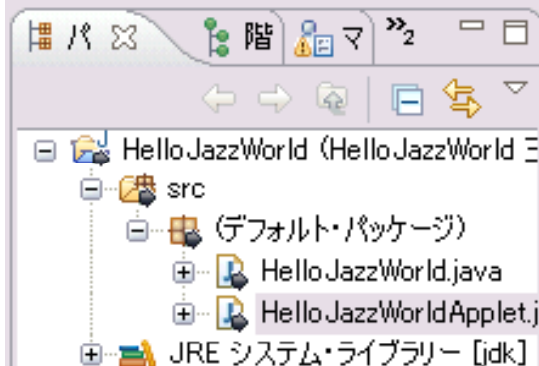 パ 階 マ »2
HelloJazzWorld (HelloJazzWorld
src
(デフォルト・パッケージ)
HelloJazzWorld.java
HelloJazzWorldApplet.j
JRE システム・ライブラリー [jdk]